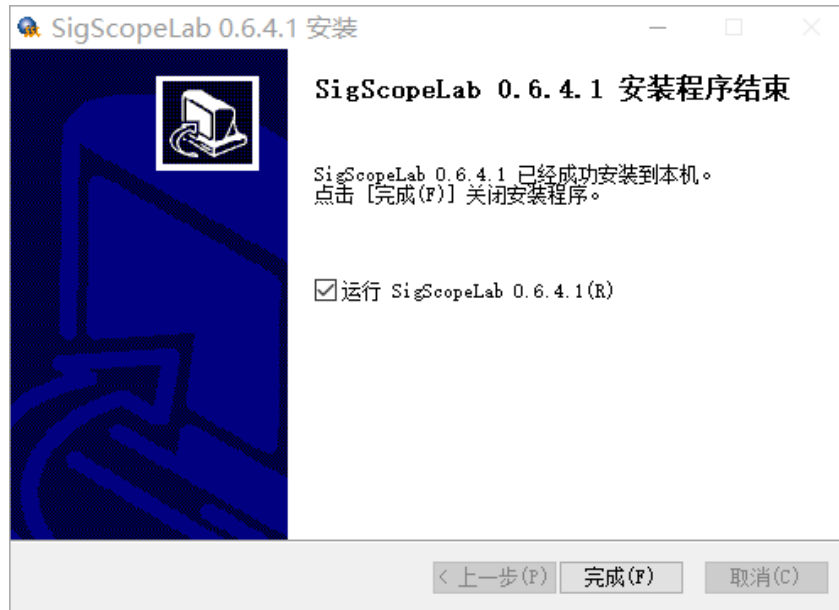 SigScopeLab 0.6.4.1 安装
SigScopeLab 0.6.4.1 安装程序结束
SigScopeLab 0.6.4.1 已经成功安装到本机。
点击 [完成(F)] 关闭安装程序。
运行 SigScopeLab 0.6.4.1(R)
< 上一步(P) 完成(F) 取消(C)